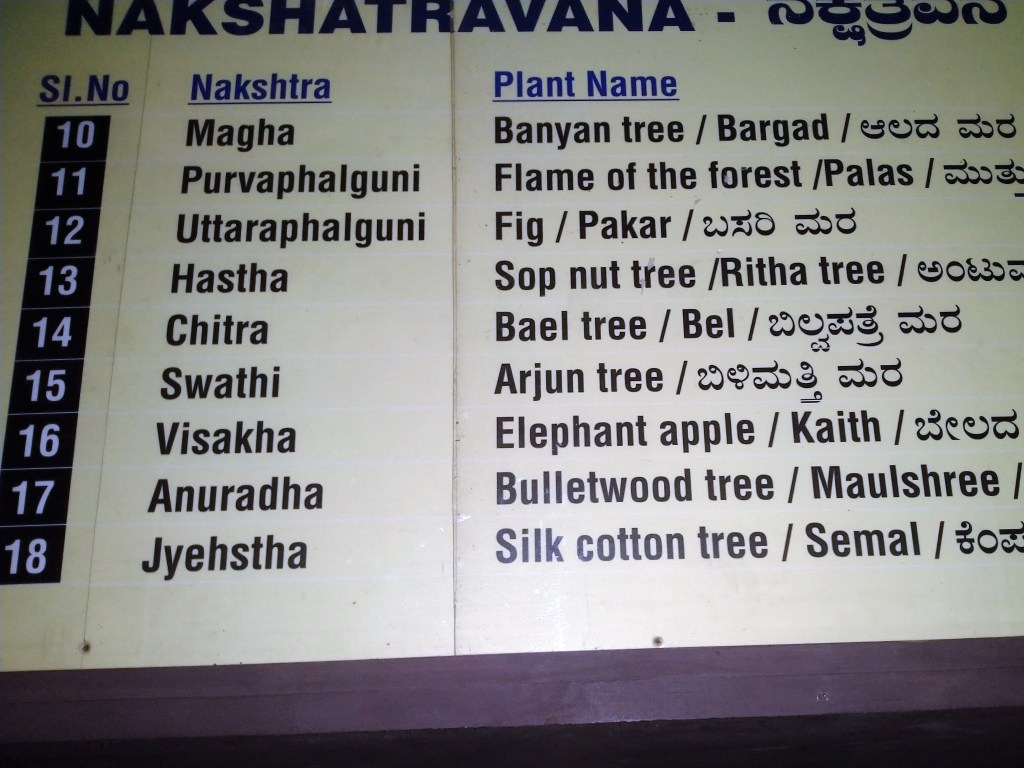 NAKSHATRAVANA - ನಕ್ಷತ್ರವನ
Sl.No Nakshtra Plant Name
10 Magha Banyan tree / Bargad / ಆಲದ ಮರ
11 Purvaphalguni Flame of the forest /Palas / ಮುತ್ತು
12 Uttaraphalguni Fig / Pakar / ಬಸರಿ ಮರ
13 Hastha Sop nut tree /Ritha tree / ಅಂಟುವಾ
14 Chitra Bael tree / Bel / ಬಿಲ್ವಪತ್ರೆ ಮರ
15 Swathi Arjun tree / ಬಿಳಿಮತ್ತಿ ಮರ
16 Visakha Elephant apple / Kaith / ಬೇಲದ
17 Anuradha Bulletwood tree / Maulshree /
18 Jyehstha Silk cotton tree / Semal / ಕೆಂಪ